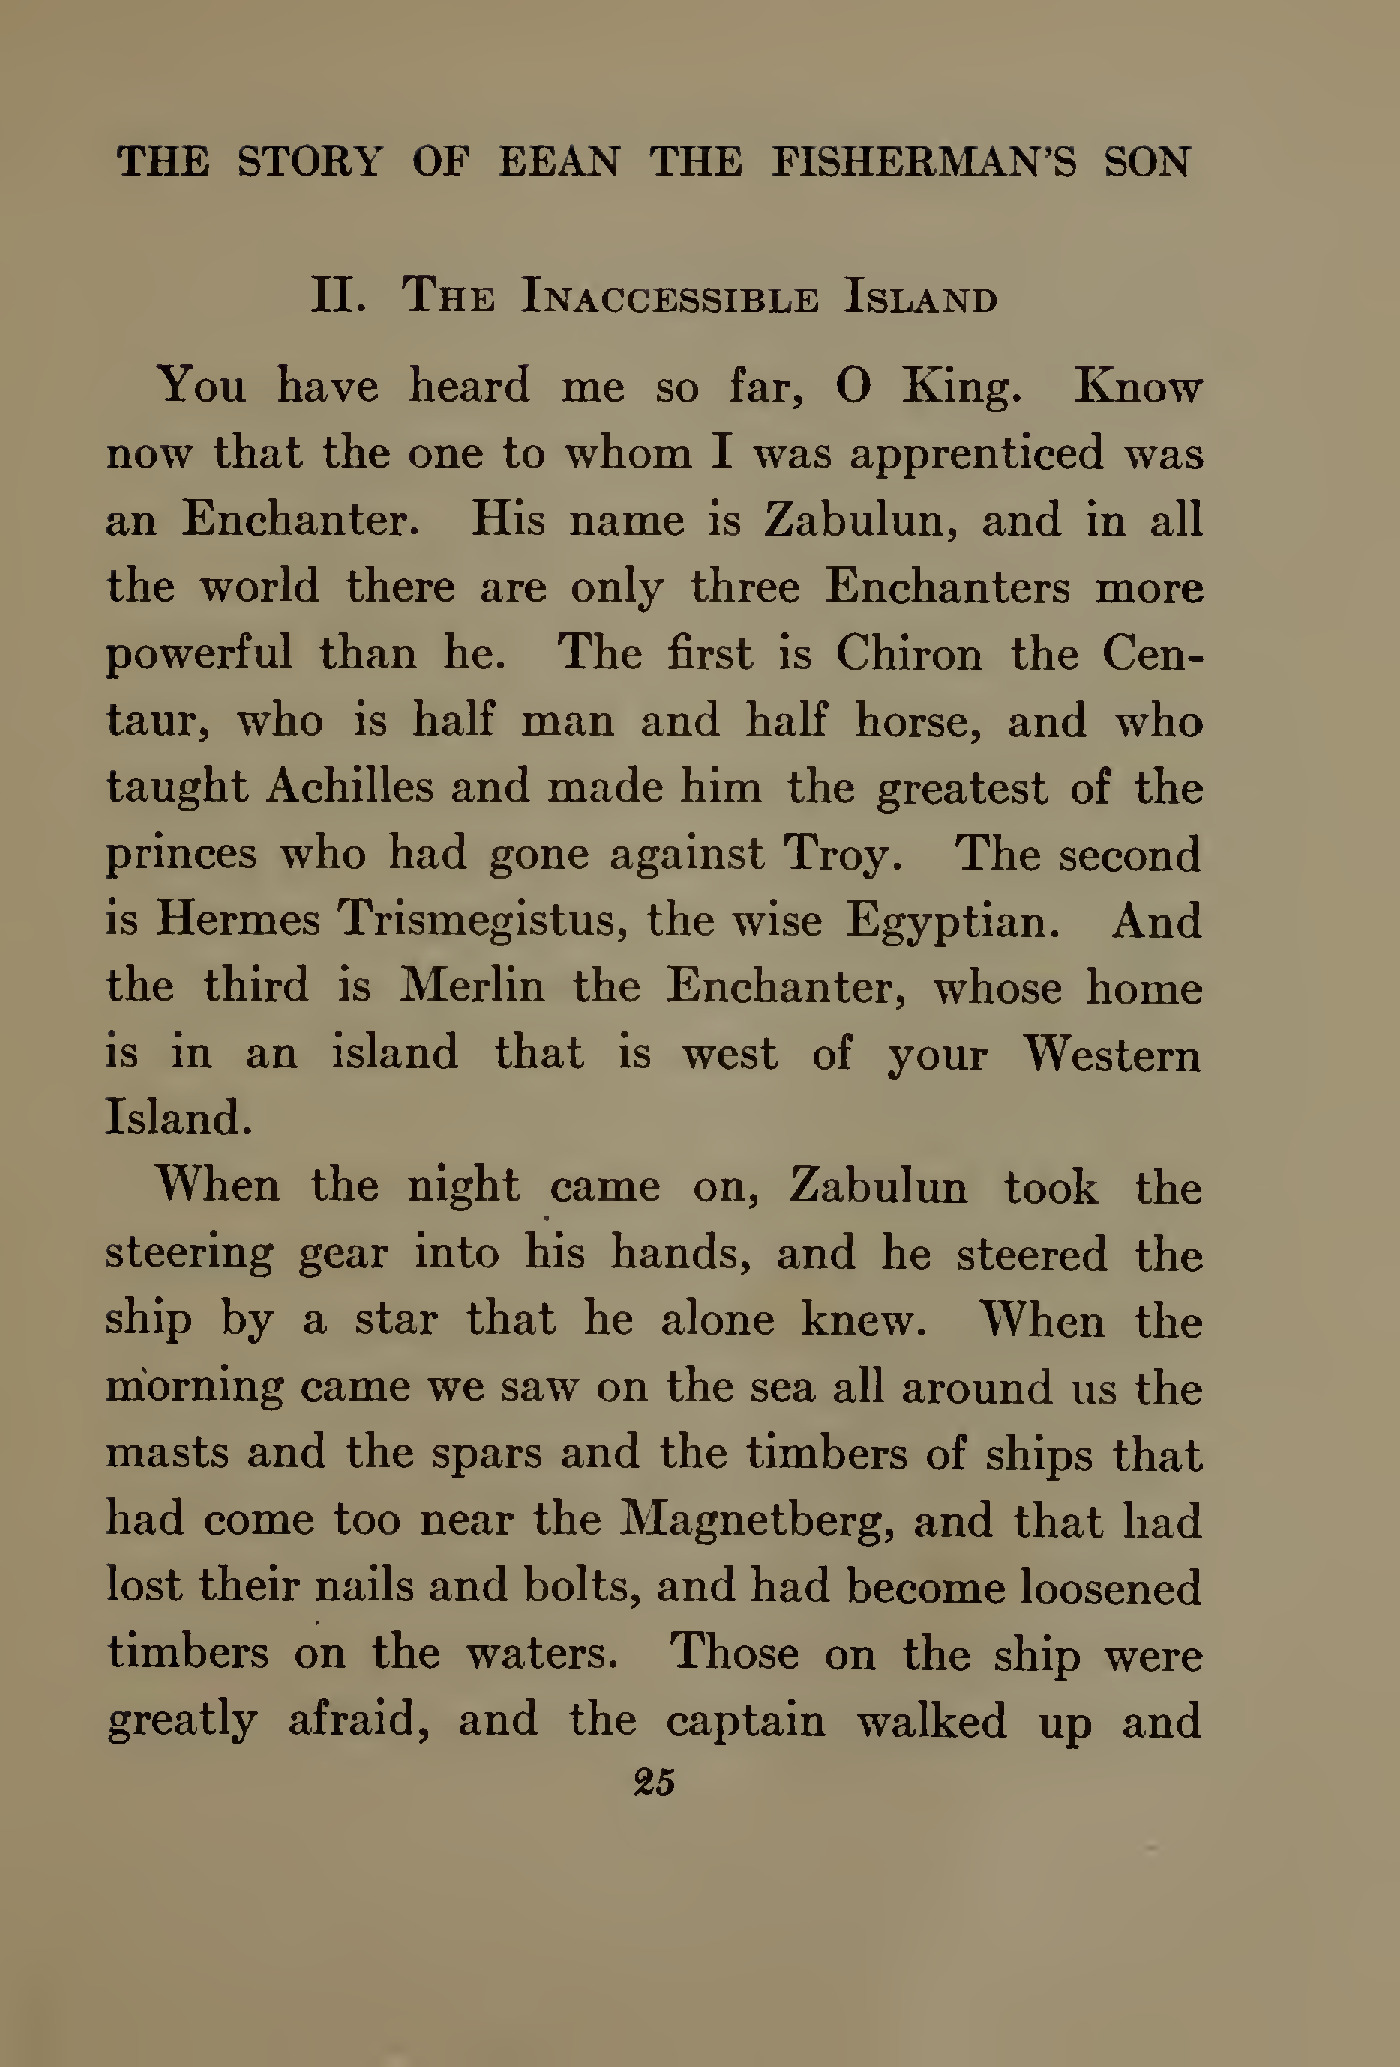 THE STORY OF EEAN THE FISHERMAN'S SON
II. The Inaccessible Island
You have heard me so far, O King. Know
now that the one to whom I was apprenticed was
an Enchanter. His name is Zabulun, and in all
the world there are only three Enchanters more
powerful than he. The first is Chiron the Cen-
taur, who is half man and half horse, and who
taught Achilles and made him the greatest of the
princes who had gone against Troy. The second
is Hermes Trismegistus, the wise Egyptian. And
the third is Merlin the Enchanter, whose home
is in an island that is west of your Western
Island.
When the night came on, Zabulun took the
steering gear into his hands, and he steered the
ship by a star that he alone knew. When the
morning came we saw on the sea all around us the
masts and the spars and the timbers of ships that
had come too near the Magnetberg, and that had
lost their nails and bolts, and had become loosened
timbers on the waters. Those on the ship were
greatly afraid, and the captain walked up and
25